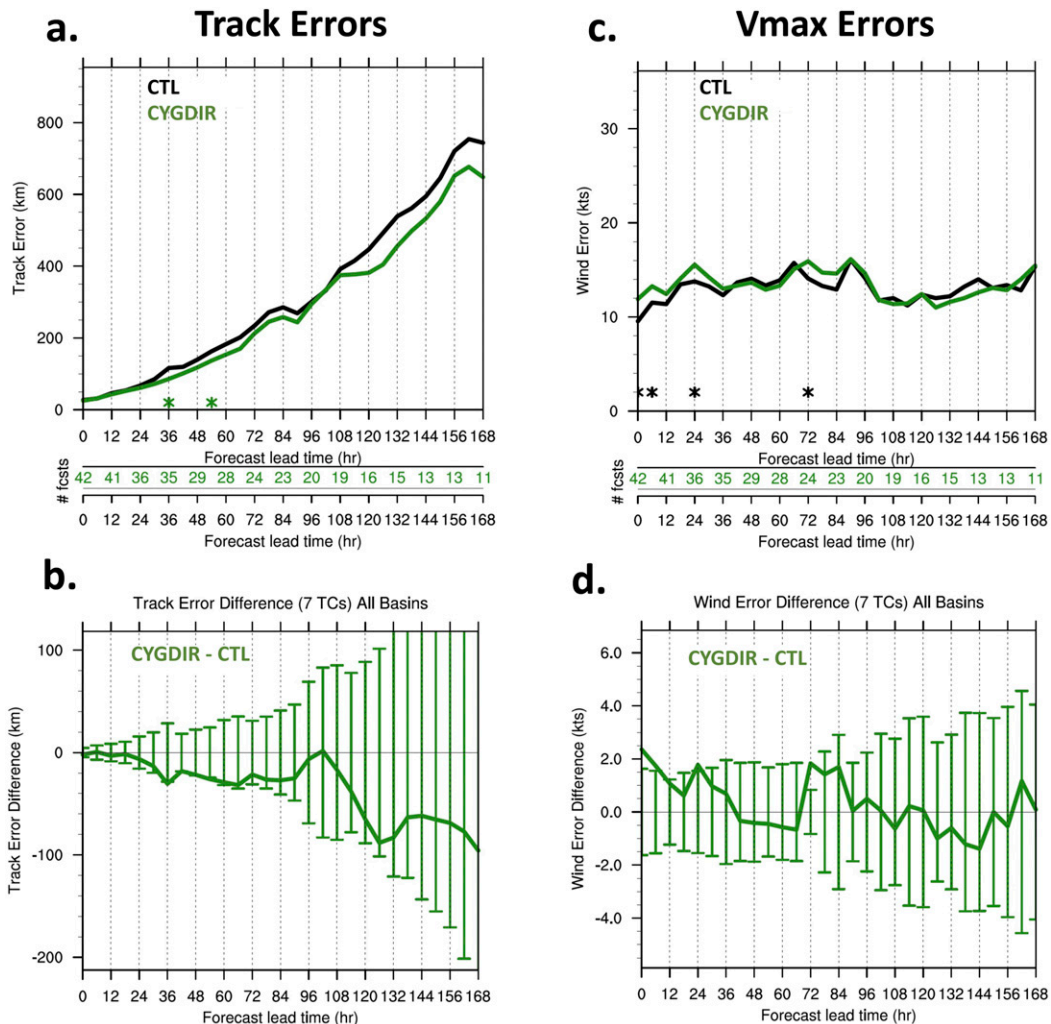 a.
Track Errors
CTL
CYGDIR
Track Error (km)
800
600
400
200
0
0 12 24 36 48 60 72 84 96 108 120 132 144 156 168
Forecast lead time (hr)
# fcsts
42 41 36 35 29 28 24 23 20 19 16 15 13 13 11
0 12 24 36 48 60 72 84 96 108 120 132 144 156 168
Forecast lead time (hr)
c.
Vmax Errors
CTL
CYGDIR
Wind Error (kts)
30
20
10
0
0 12 24 36 48 60 72 84 96 108 120 132 144 156 168
Forecast lead time (hr)
# fcsts
42 41 36 35 29 28 24 23 20 19 16 15 13 13 11
0 12 24 36 48 60 72 84 96 108 120 132 144 156 168
Forecast lead time (hr)
b.
Track Error Difference (7 TCs) All Basins
CYGDIR - CTL
Track Error Difference (km)
100
0
-100
-200
0 12 24 36 48 60 72 84 96 108 120 132 144 156 168
Forecast lead time (hr)
d.
Wind Error Difference (7 TCs) All Basins
CYGDIR - CTL
Wind Error Difference (kts)
6.0
4.0
2.0
0.0
-2.0
-4.0
0 12 24 36 48 60 72 84 96 108 120 132 144 156 168
Forecast lead time (hr)